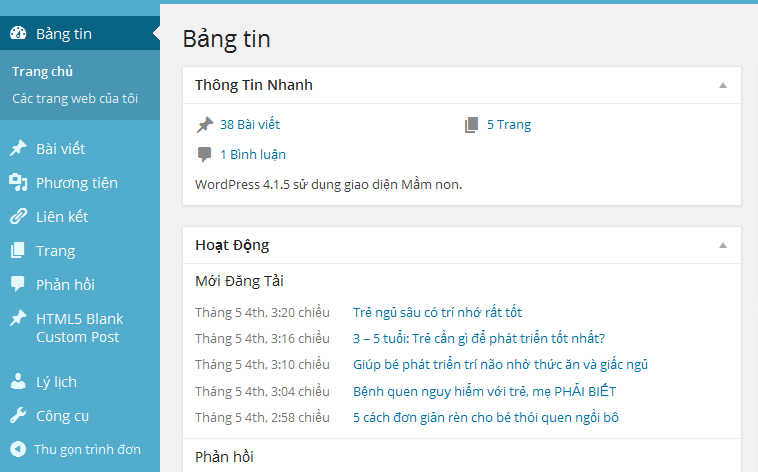 Bảng tin
Trang chủ
Các trang web của tôi
Bài viết
Phương tiện
Liên kết
Trang
Phản hồi
HTML5 Blank
Custom Post
Lý lịch
Công cụ
Thu gọn trình đơn
Bảng tin
Thông Tin Nhanh
38 Bài viết
5 Trang
1 Bình luận
WordPress 4.1.5 sử dụng giao diện Mầm non.
Hoạt Động
Mới Đăng Tải
Tháng 5 4th, 3:20 chiều Trẻ ngủ sâu có trí nhớ rất tốt
Tháng 5 4th, 3:16 chiều 3 – 5 tuổi: Trẻ cần gì để phát triển tốt nhất?
Tháng 5 4th, 3:10 chiều Giúp bé phát triển trí não nhờ thức ăn và giấc ngủ
Tháng 5 4th, 3:04 chiều Bệnh quen nguy hiểm với trẻ, mẹ PHẢI BIẾT
Tháng 5 4th, 2:58 chiều 5 cách đơn giản rèn cho bé thói quen ngồi bô
Phản hồi